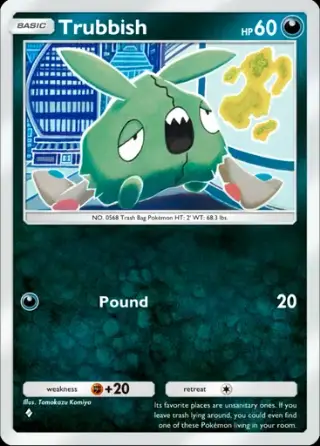 BASIC
Trubbish
HP 60
NO. 0568 Trash Bag Pokémon HT: 2' WT: 68.3 lbs.
Pound 20
weakness +20 retreat
Illus. Tomokazu Komiya
Its favorite places are unsanitary ones. If you
leave trash lying around, you could even find
one of these Pokémon living in your room.